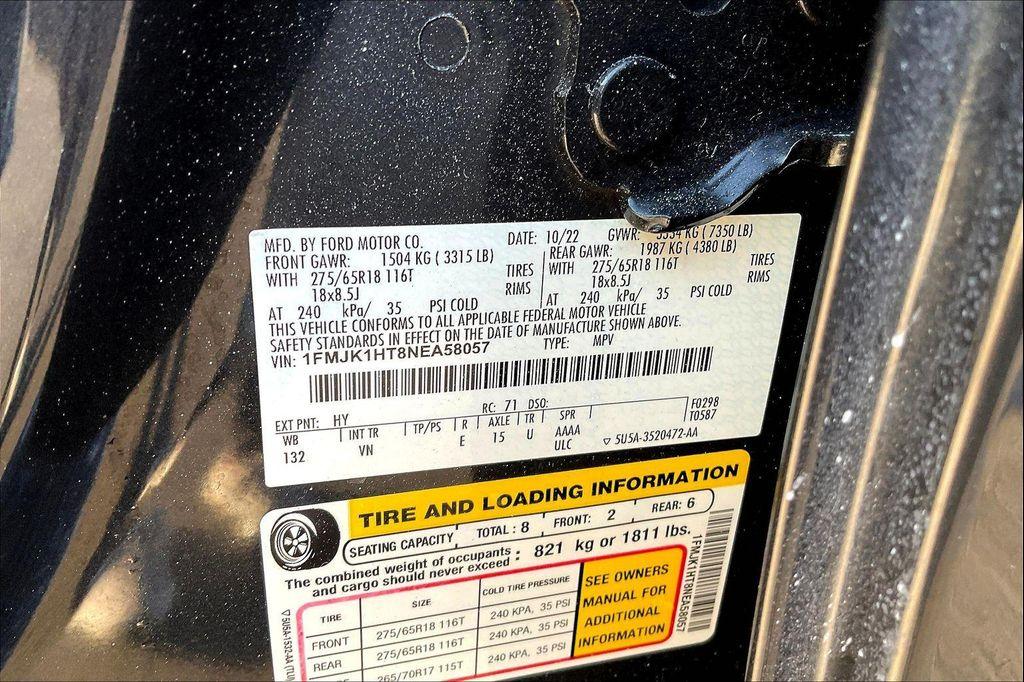 MFD. BY FORD MOTOR CO. DATE: 10/22 GVWR: 3334 KG ( 7350 LB)
FRONT GAWR: 1504 KG ( 3315 LB) REAR GAWR: 1987 KG ( 4380 LB)
WITH 275/65R18 116T TIRES WITH 275/65R18 116T TIRES
18x8.5J RIMS 18x8.5J RIMS
AT 240 kPa/ 35 PSI COLD AT 240 kPa/ 35 PSI COLD
THIS VEHICLE CONFORMS TO ALL APPLICABLE FEDERAL MOTOR VEHICLE
SAFETY STANDARDS IN EFFECT ON THE DATE OF MANUFACTURE SHOWN ABOVE.
VIN: 1FMJK1HT8NEA58057 TYPE: MPV
EXT PNT: HY RC: 71 DSO: F0298
WB INT TR TP/PS R AXLE TR SPR T0587
132 VN E 15 U AAAA
ULC 5U5A-3520472-AA
TIRE AND LOADING INFORMATION
SEATING CAPACITY TOTAL : 8 FRONT: 2 REAR: 6
The combined weight of occupants and cargo should never exceed : 821 kg or 1811 lbs.
TIRE SIZE COLD TIRE PRESSURE
FRONT 275/65R18 116T 240 KPA, 35 PSI
REAR 275/65R18 116T 240 KPA, 35 PSI
265/70R17 115T 240 KPA, 35 PSI
SEE OWNERS
MANUAL FOR
ADDITIONAL
INFORMATION
1FMJK1HT8NEA58057
5U5A-1532-AA